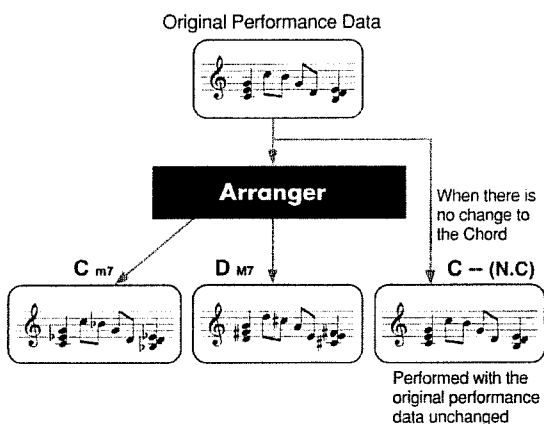 Original Performance Data
Arranger
When there is
no change to
the Chord
C m7
D M7
C -- (N.C)
Performed with the
original performance
data unchanged